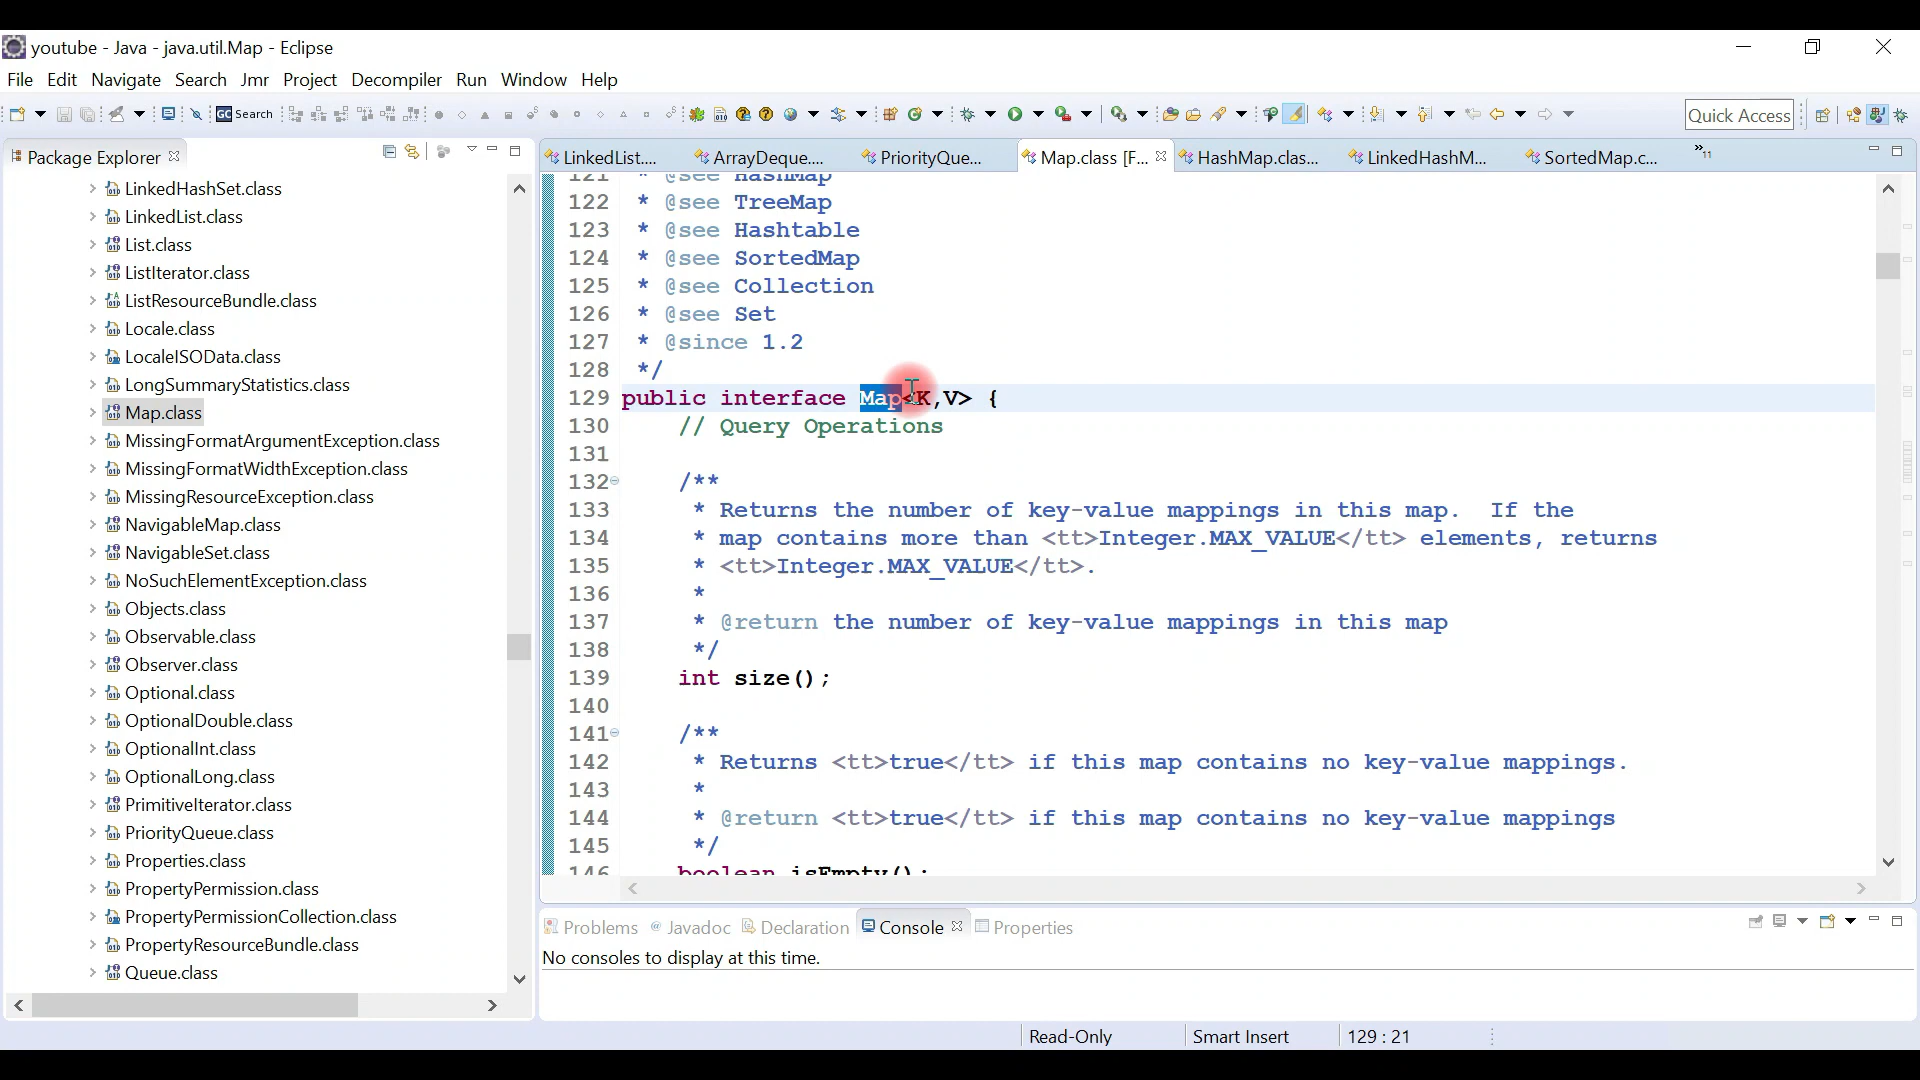 youtube - Java - java.util.Map - Eclipse
File Edit Navigate Search Jmr Project Decompiler Run Window Help
GC Search
Quick Access
Package Explorer
LinkedList....
ArrayDeque....
PriorityQue...
Map.class [F...
HashMap.clas...
LinkedHashM...
SortedMap.c...
»11
LinkedHashSet.class
LinkedList.class
List.class
ListIterator.class
ListResourceBundle.class
Locale.class
LocaleISOData.class
LongSummaryStatistics.class
Map.class
MissingFormatArgumentException.class
MissingFormatWidthException.class
MissingResourceException.class
NavigableMap.class
NavigableSet.class
NoSuchElementException.class
Objects.class
Observable.class
Observer.class
Optional.class
OptionalDouble.class
OptionalInt.class
OptionalLong.class
PrimitiveIterator.class
PriorityQueue.class
Properties.class
PropertyPermission.class
PropertyPermissionCollection.class
PropertyResourceBundle.class
Queue.class
121 * @see HashMap
122 * @see TreeMap
123 * @see Hashtable
124 * @see SortedMap
125 * @see Collection
126 * @see Set
127 * @since 1.2
128 */
129 public interface Map<K,V> {
130 // Query Operations
131
132 /**
133 * Returns the number of key-value mappings in this map. If the
134 * map contains more than <tt>Integer.MAX_VALUE</tt> elements, returns
135 * <tt>Integer.MAX_VALUE</tt>.
136 *
137 * @return the number of key-value mappings in this map
138 */
139 int size();
140
141 /**
142 * Returns <tt>true</tt> if this map contains no key-value mappings.
143 *
144 * @return <tt>true</tt> if this map contains no key-value mappings
145 */
146 boolean isEmpty();
Problems Javadoc Declaration Console Properties
No consoles to display at this time.
Read-Only Smart Insert 129 : 21